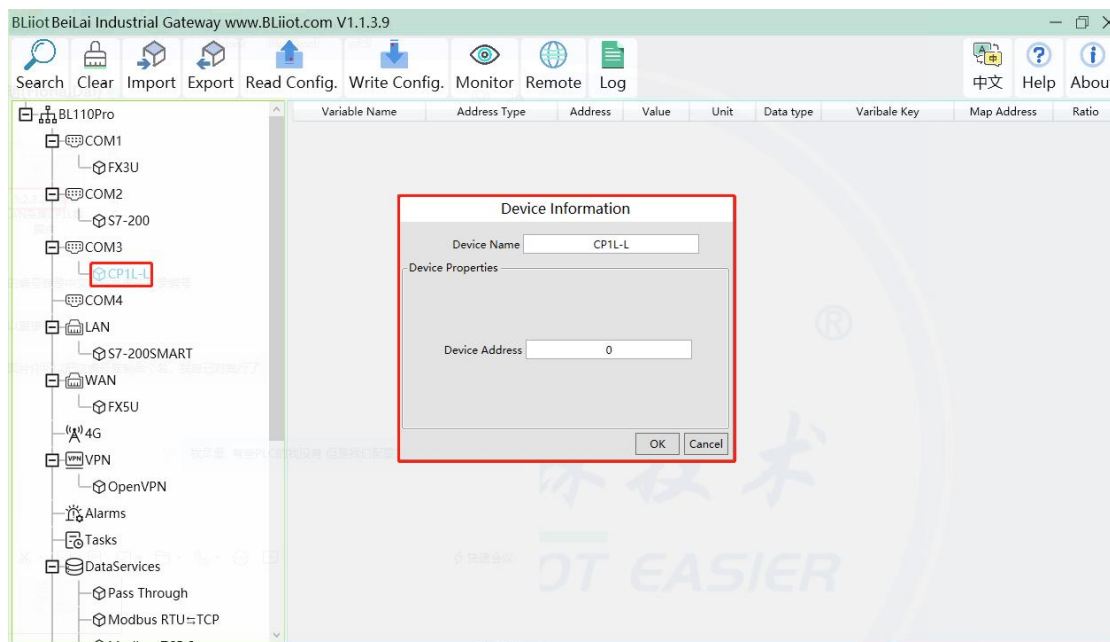 BLiiot BeiLai Industrial Gateway www.BLiiot.com V1.1.3.9
Search Clear Import Export Read Config. Write Config. Monitor Remote Log 中文 Help Abou
BL110Pro
Variable Name Address Type Address Value Unit Data type Varibale Key Map Address Ratio
COM1
FX3U
COM2
S7-200
COM3
CP1L-L
COM4
LAN
S7-200SMART
WAN
FX5U
4G
VPN
VPN
OpenVPN
Alarms
Tasks
DataServices
Pass Through
Modbus RTU⇆TCP
Device Information
Device Name CP1L-L
Device Properties
Device Address 0
OK Cancel
技术
OT EASIER
®